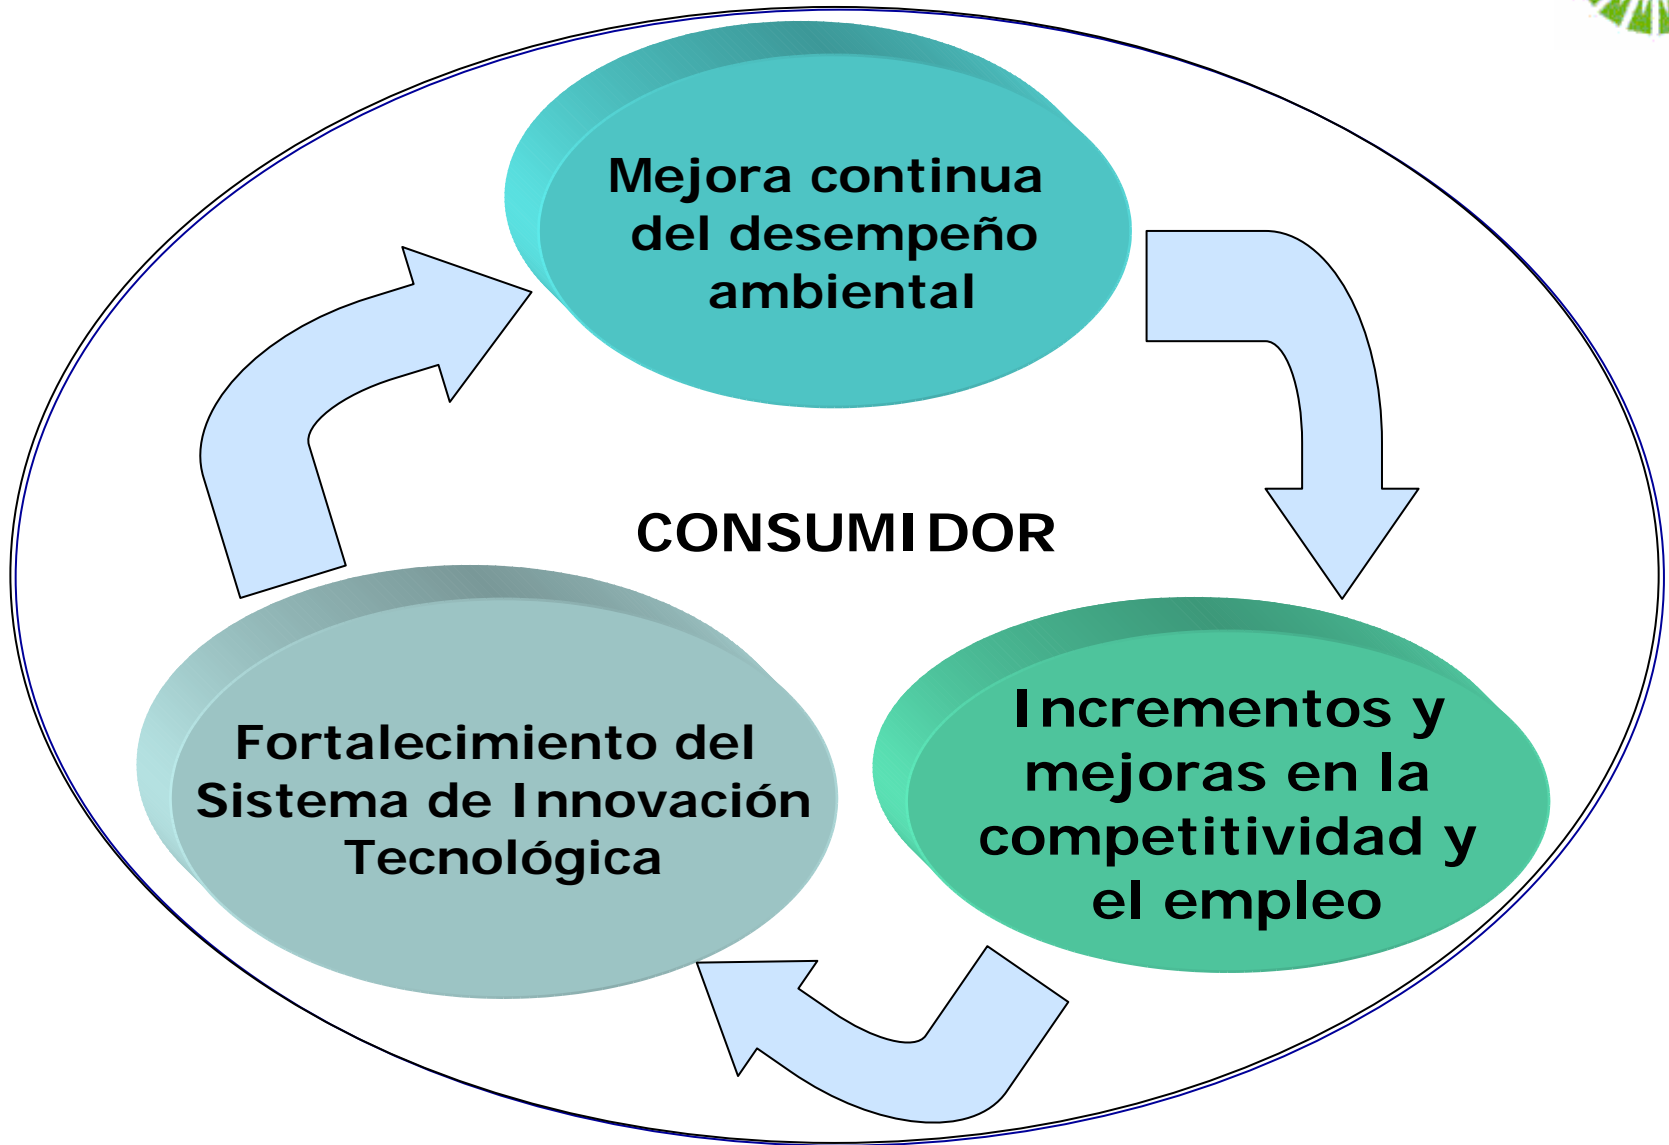 Mejora continua
del desempeño
ambiental
CONSUMIDOR
Fortalecimiento del
Sistema de Innovación
Tecnológica
Incrementos y
mejoras en la
competitividad y
el empleo